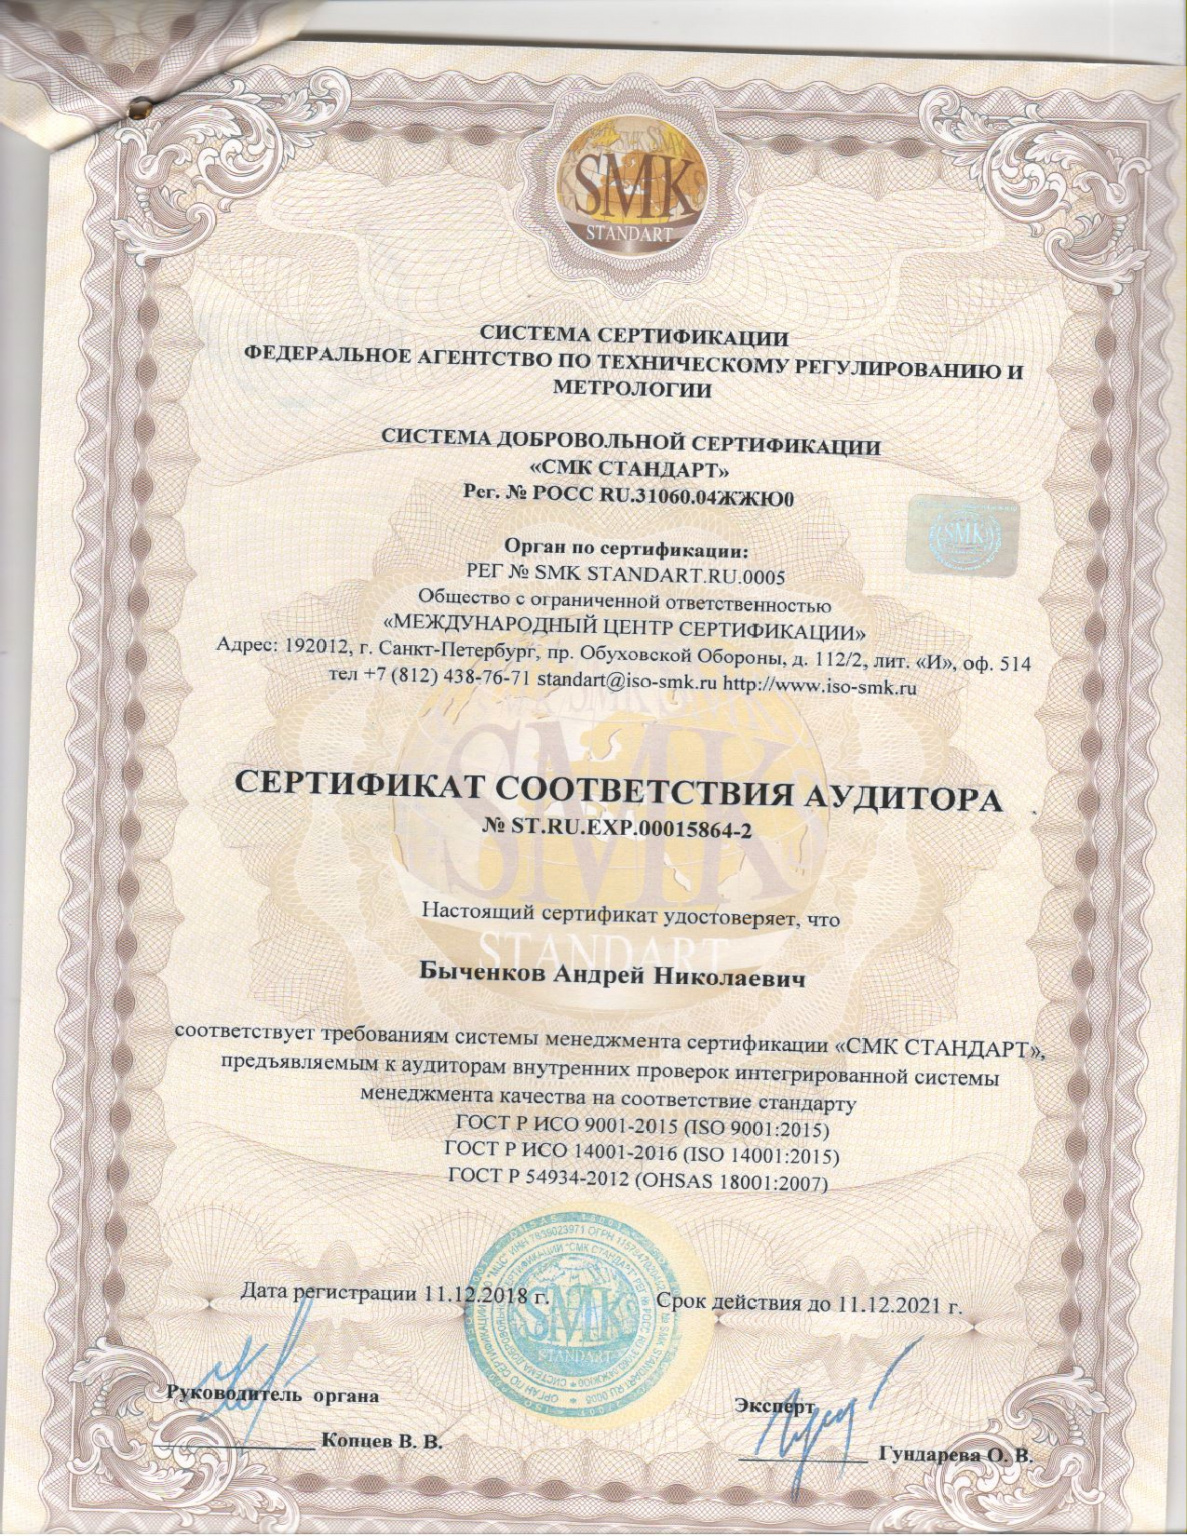 SMK
STANDART
СИСТЕМА СЕРТИФИКАЦИИ
ФЕДЕРАЛЬНОЕ АГЕНТСТВО ПО ТЕХНИЧЕСКОМУ РЕГУЛИРОВАНИЮ И
МЕТРОЛОГИИ
СИСТЕМА ДОБРОВОЛЬНОЙ СЕРТИФИКАЦИИ
«СМК СТАНДАРТ»
Рег. № РОСС RU.31060.04ЖЖЮ0
SMK
Орган по сертификации:
РЕГ № SMK STANDART.RU.0005
Общество с ограниченной ответственностью
«МЕЖДУНАРОДНЫЙ ЦЕНТР СЕРТИФИКАЦИИ»
Адрес: 192012, г. Санкт-Петербург, пр. Обуховской Обороны, д. 112/2, лит. «И», оф. 514
тел +7 (812) 438-76-71 standart@iso-smk.ru http://www.iso-smk.ru
СЕРТИФИКАТ СООТВЕТСТВИЯ АУДИТОРА
№ ST.RU.EXP.00015864-2
SMK
Настоящий сертификат удостоверяет, что
STANDART
Быченков Андрей Николаевич
соответствует требованиям системы менеджмента сертификации «СМК СТАНДАРТ»,
предъявляемым к аудиторам внутренних проверок интегрированной системы
менеджмента качества на соответствие стандарту
ГОСТ Р ИСО 9001-2015 (ISO 9001:2015)
ГОСТ Р ИСО 14001-2016 (ISO 14001:2015)
ГОСТ Р 54934-2012 (OHSAS 18001:2007)
Дата регистрации 11.12.2018 г.
Срок действия до 11.12.2021 г.
SMK
STANDART
Руководитель органа
Эксперт
Копцев В. В.
Гундарева О. В.